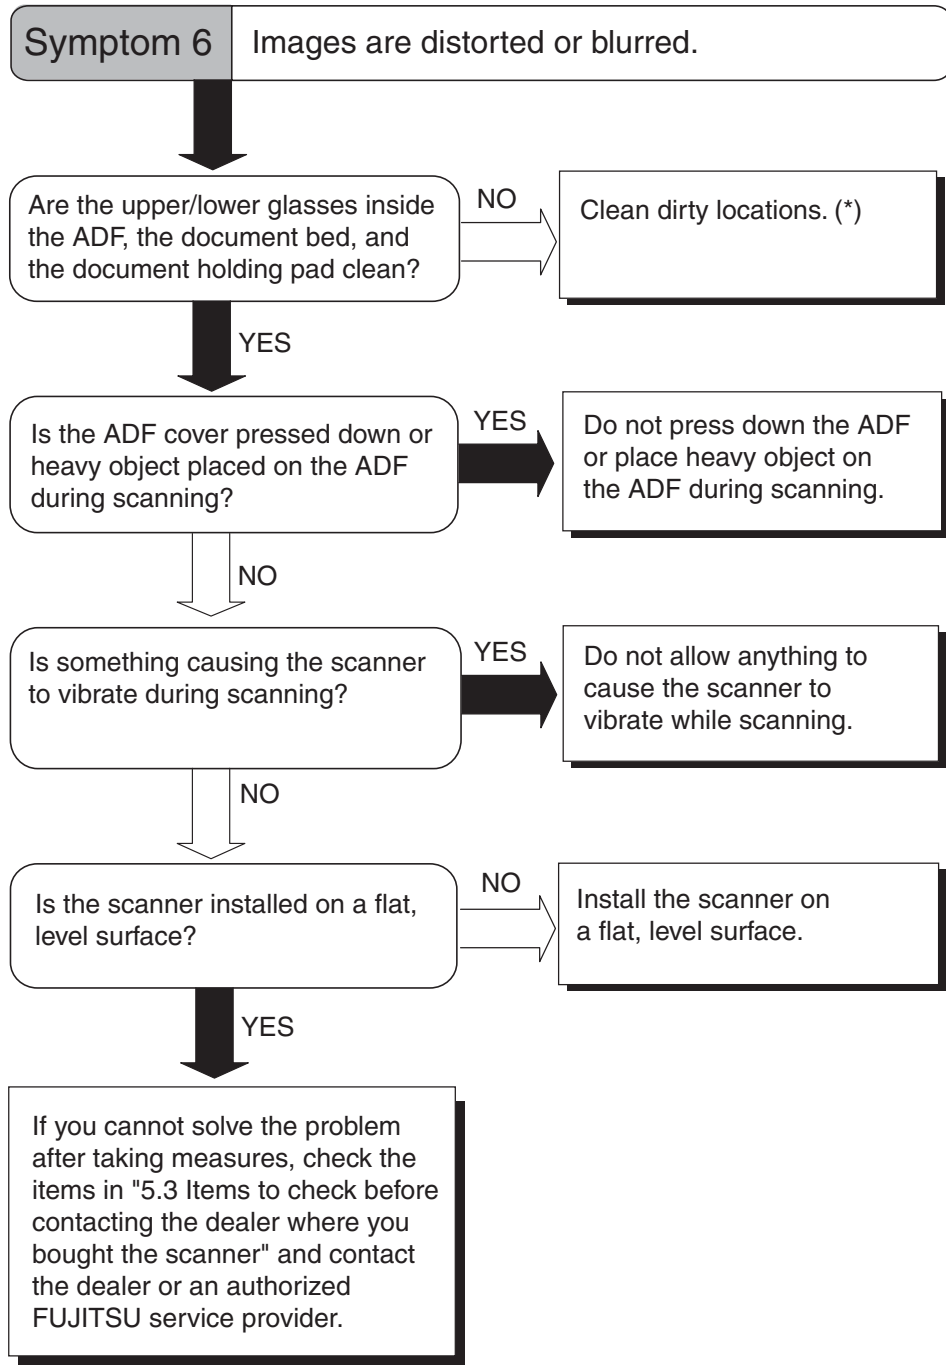 Symptom 6
Images are distorted or blurred.
Are the upper/lower glasses inside
the ADF, the document bed, and
the document holding pad clean?
NO
Clean dirty locations. (*)
YES
Is the ADF cover pressed down or
heavy object placed on the ADF
during scanning?
YES
Do not press down the ADF
or place heavy object on
the ADF during scanning.
NO
Is something causing the scanner
to vibrate during scanning?
YES
Do not allow anything to
cause the scanner to
vibrate while scanning.
NO
Is the scanner installed on a flat,
level surface?
NO
Install the scanner on
a flat, level surface.
YES
If you cannot solve the problem
after taking measures, check the
items in "5.3 Items to check before
contacting the dealer where you
bought the scanner" and contact
the dealer or an authorized
FUJITSU service provider.